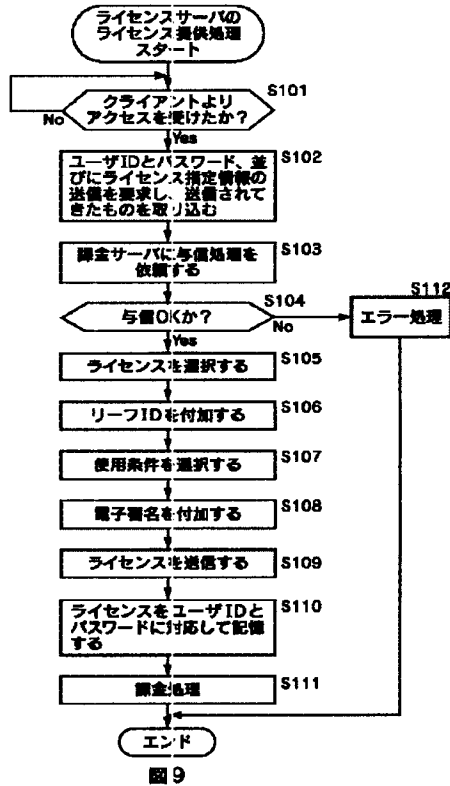 ライセンスサーバの
ライセンス提供処理
スタート
S101
クライアントより
アクセスを受けたか？
No
Yes
S102
ユーザIDとパスワード、並
びにライセンス指定情報の
送信を要求し、送信されて
きたものを取り込む
S103
課金サーバに与信処理を
依頼する
S104
与信OKか？
No
Yes
S112
エラー処理
S105
ライセンスを選択する
S106
リーフIDを付加する
S107
使用条件を選択する
S108
電子署名を付加する
S109
ライセンスを送信する
S110
ライセンスをユーザIDと
パスワードに対応して記憶
する
S111
課金処理
エンド
図9